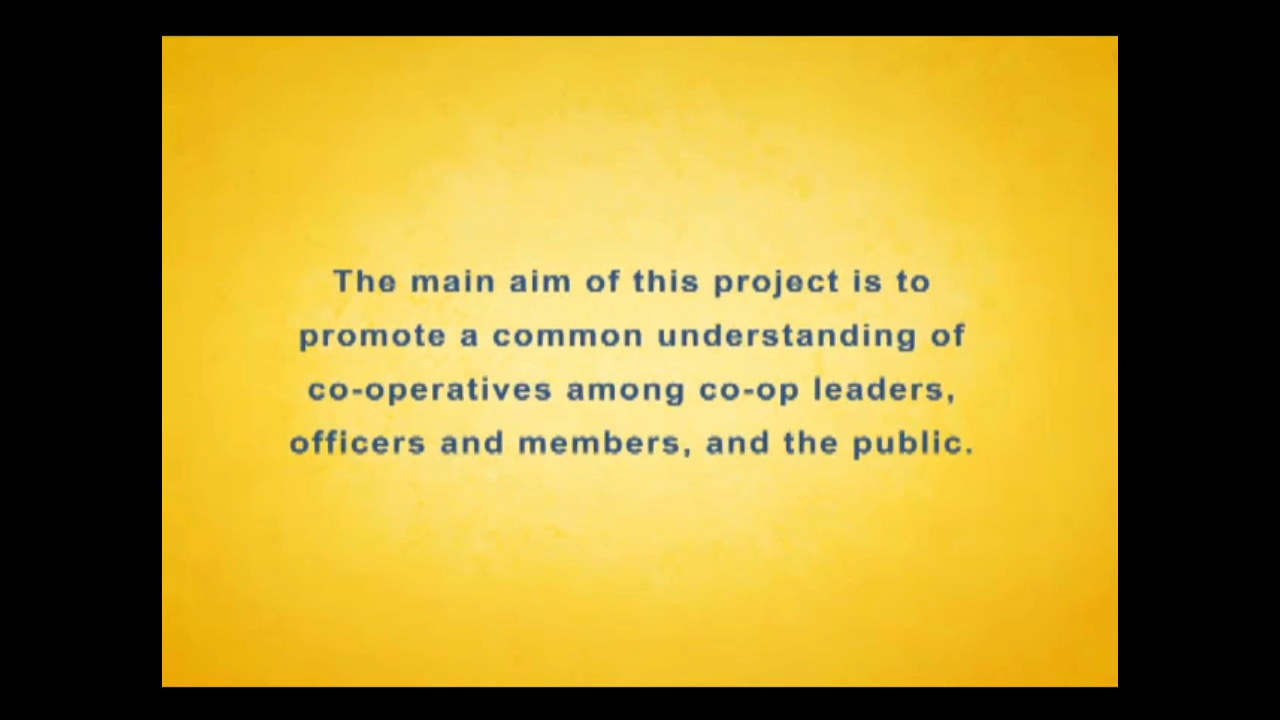 The main aim of this project is to
promote a common understanding of
co-operatives among co-op leaders,
officers and members, and the public.